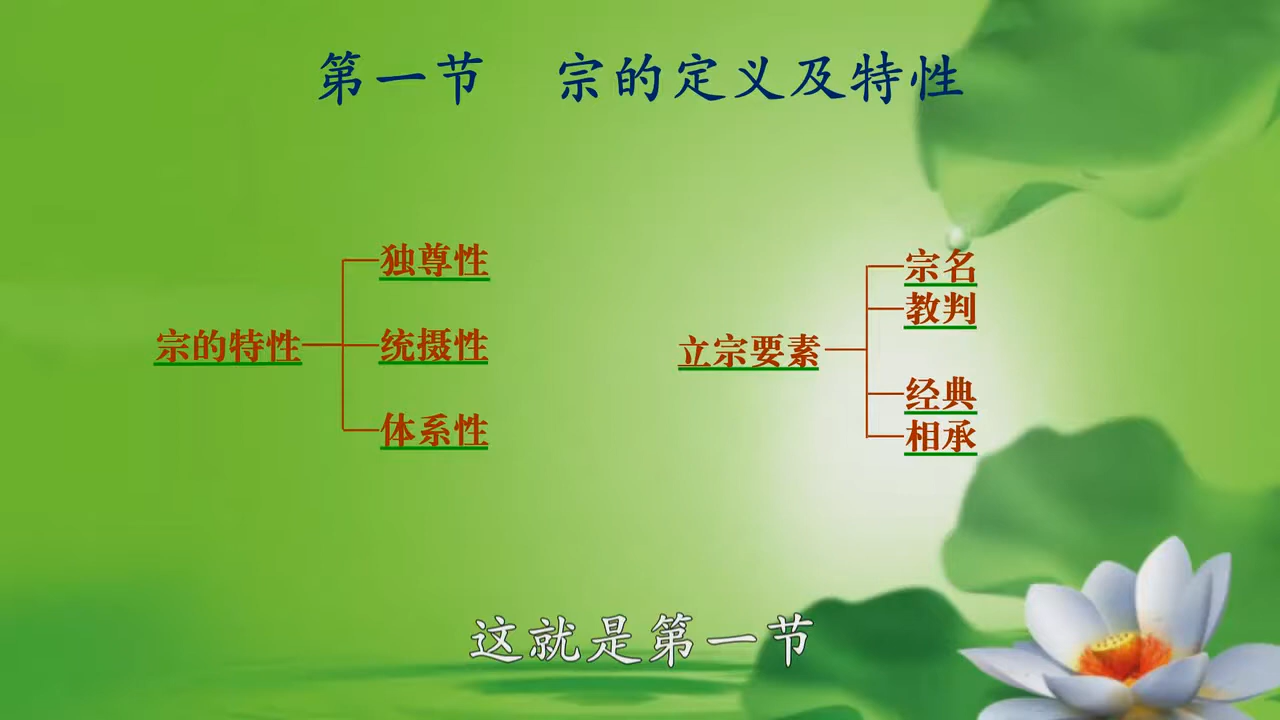 第一节 宗的定义及特性
宗的特性
独尊性
统摄性
体系性
立宗要素
宗名
教判
经典
相承
这就是第一节